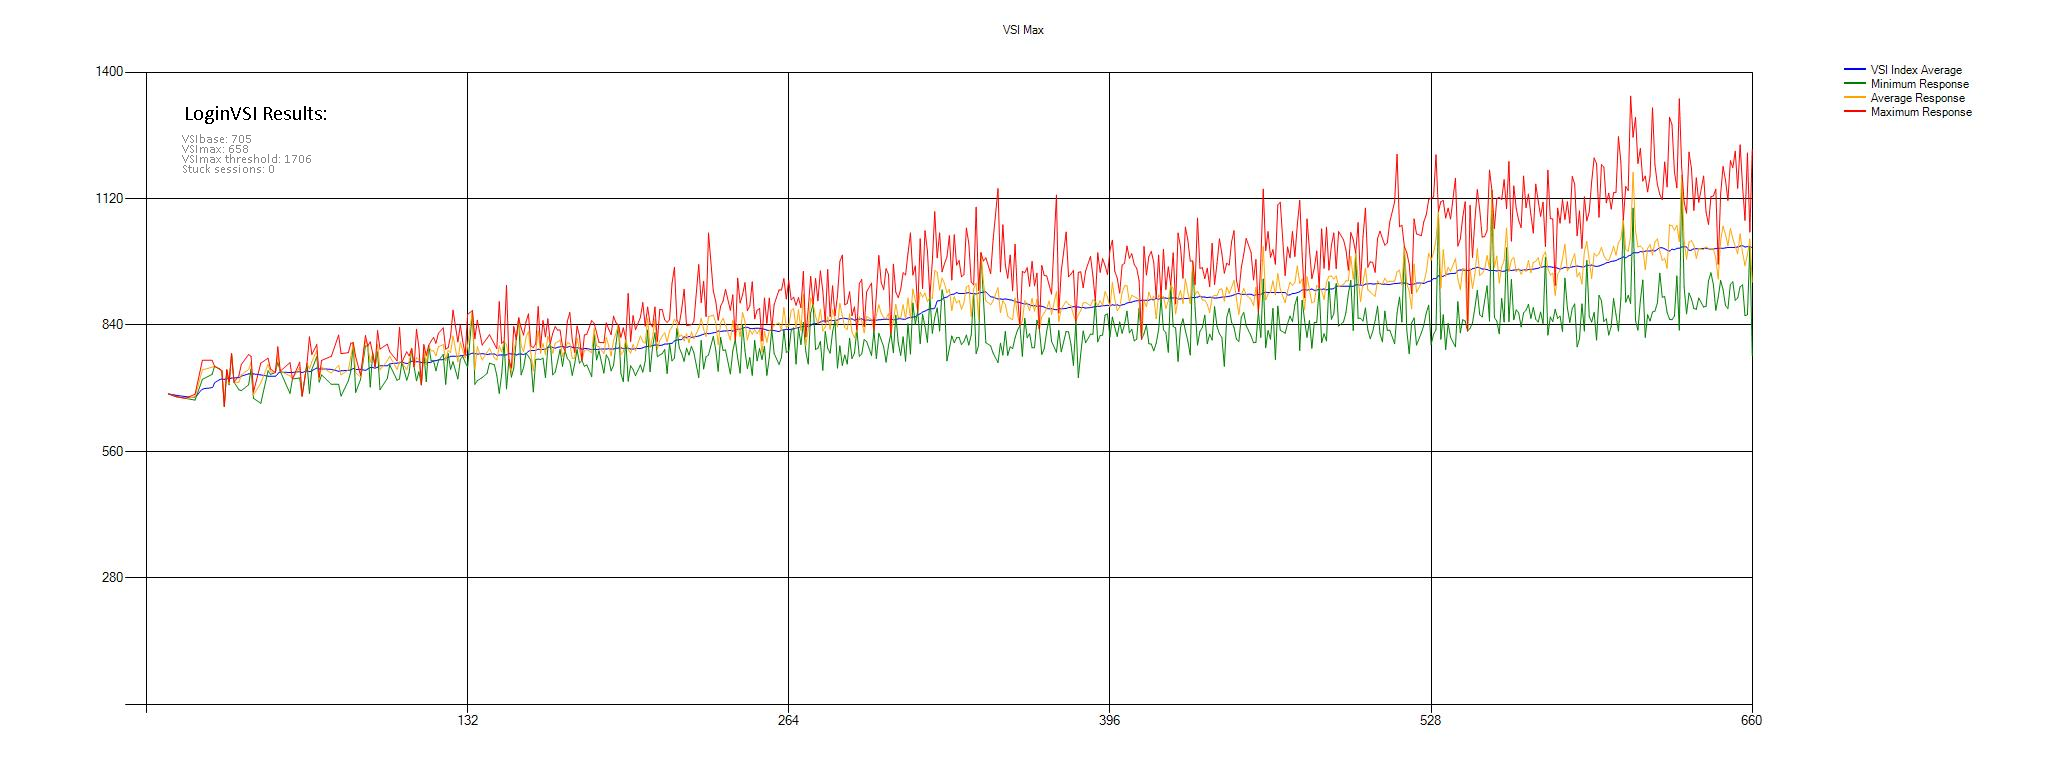 VSI Max
1400
1120
840
560
280
132
264
396
528
660
LoginVSI Results:
VSIbase: 705
VSImax: 658
VSImax threshold: 1706
Stuck sessions: 0
VSI Index Average
Minimum Response
Average Response
Maximum Response